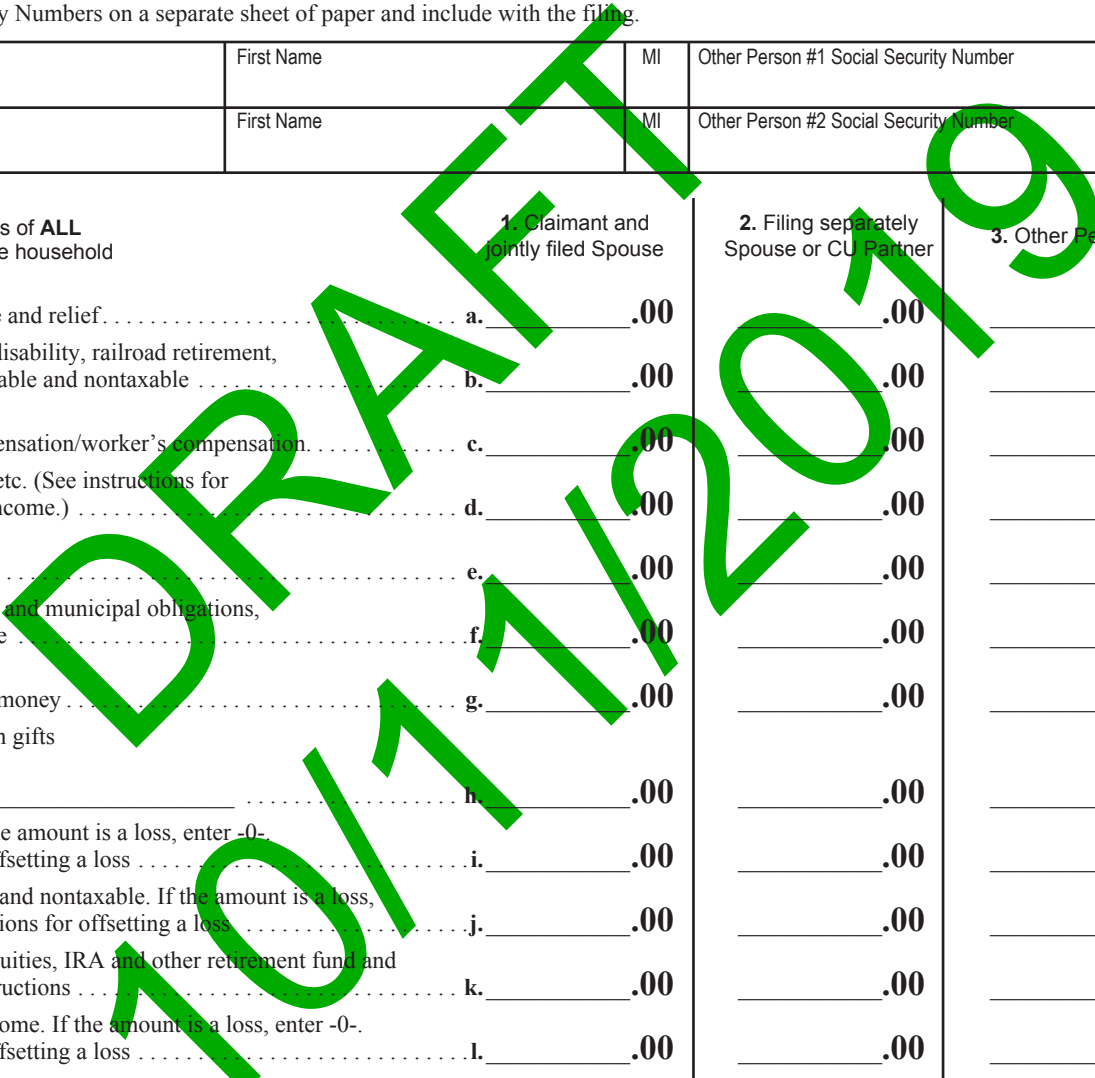 y Numbers on a separate sheet of paper and include with the filing.
First Name MI Other Person #1 Social Security Number
First Name MI Other Person #2 Social Security Number
s of ALL
e household
1. Claimant and
jointly filed Spouse
2. Filing separately
Spouse or CU Partner
3. Other Pe
e and relief a. .00 .00
disability, railroad retirement,
able and nontaxable b. .00 .00
ensation/worker’s compensation c. .00 .00
etc. (See instructions for
ncome.) d. .00 .00
e. .00 .00
and municipal obligations,
e f. .00 .00
money g. .00 .00
n gifts
h. .00 .00
e amount is a loss, enter -0-.
ffsetting a loss i. .00 .00
and nontaxable. If the amount is a loss,
tions for offsetting a loss j. .00 .00
uities, IRA and other retirement fund and
ructions k. .00 .00
ome. If the amount is a loss, enter -0-.
ffsetting a loss l. .00 .00
DRAFT
10/11/2019